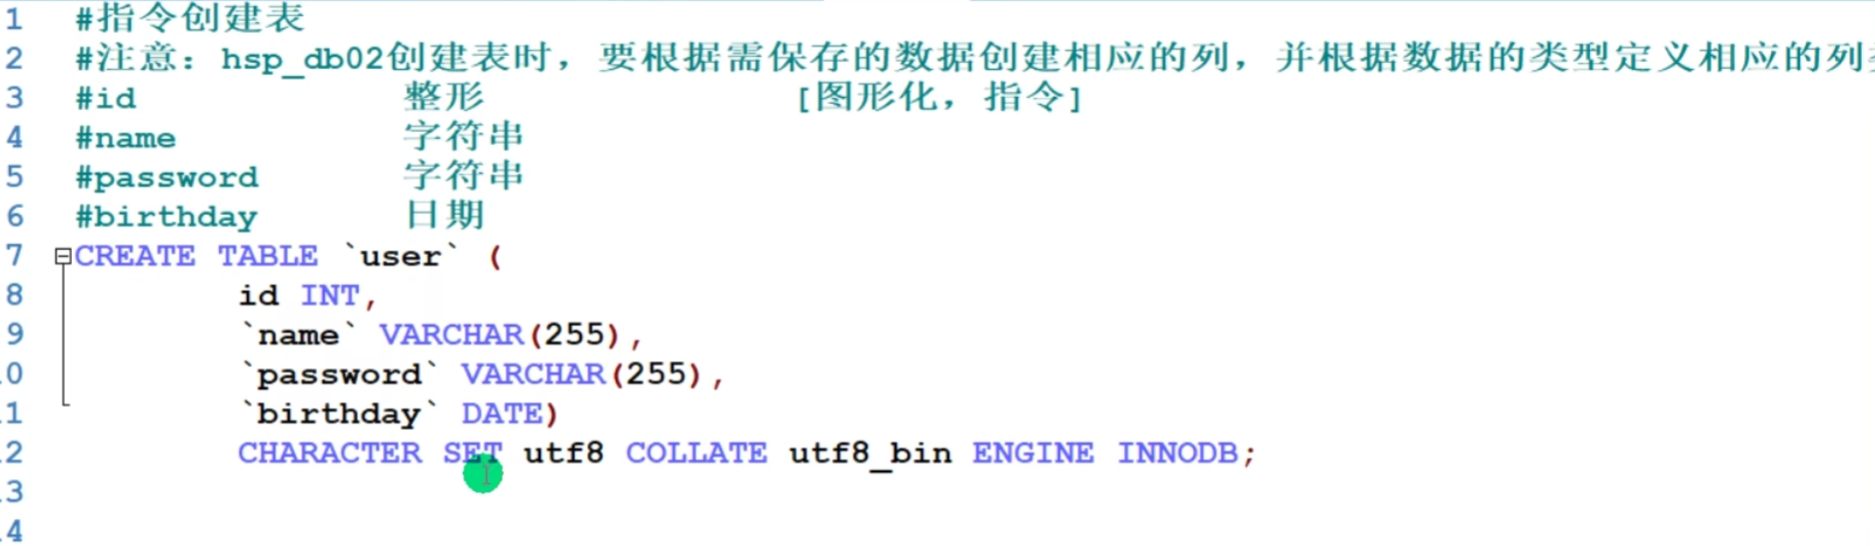 1 #指令创建表
2 #注意：hsp_db02创建表时，要根据需保存的数据创建相应的列，并根据数据的类型定义相应的列
3 #id 整形 [图形化，指令]
4 #name 字符串
5 #password 字符串
6 #birthday 日期
7 CREATE TABLE `user` (
8 id INT,
9 `name` VARCHAR(255),
0 `password` VARCHAR(255),
1 `birthday` DATE)
2 CHARACTER SET utf8 COLLATE utf8_bin ENGINE INNODB;
3
4